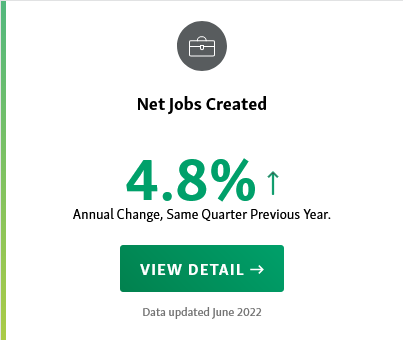 Net Jobs Created
4.8% ↑
Annual Change, Same Quarter Previous Year.
VIEW DETAIL →
Data updated June 2022